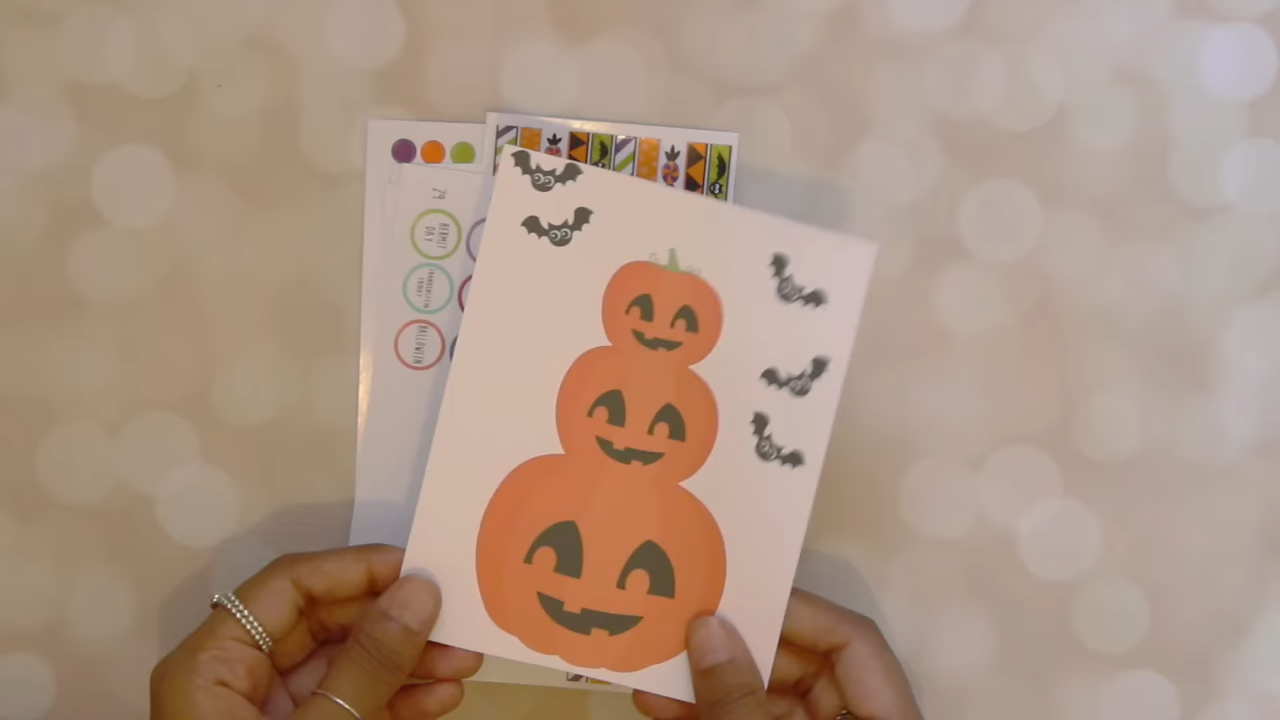 29
HERMIT
DAY
FRANKENSTEIN
FRIDAY
HALLOWEEN